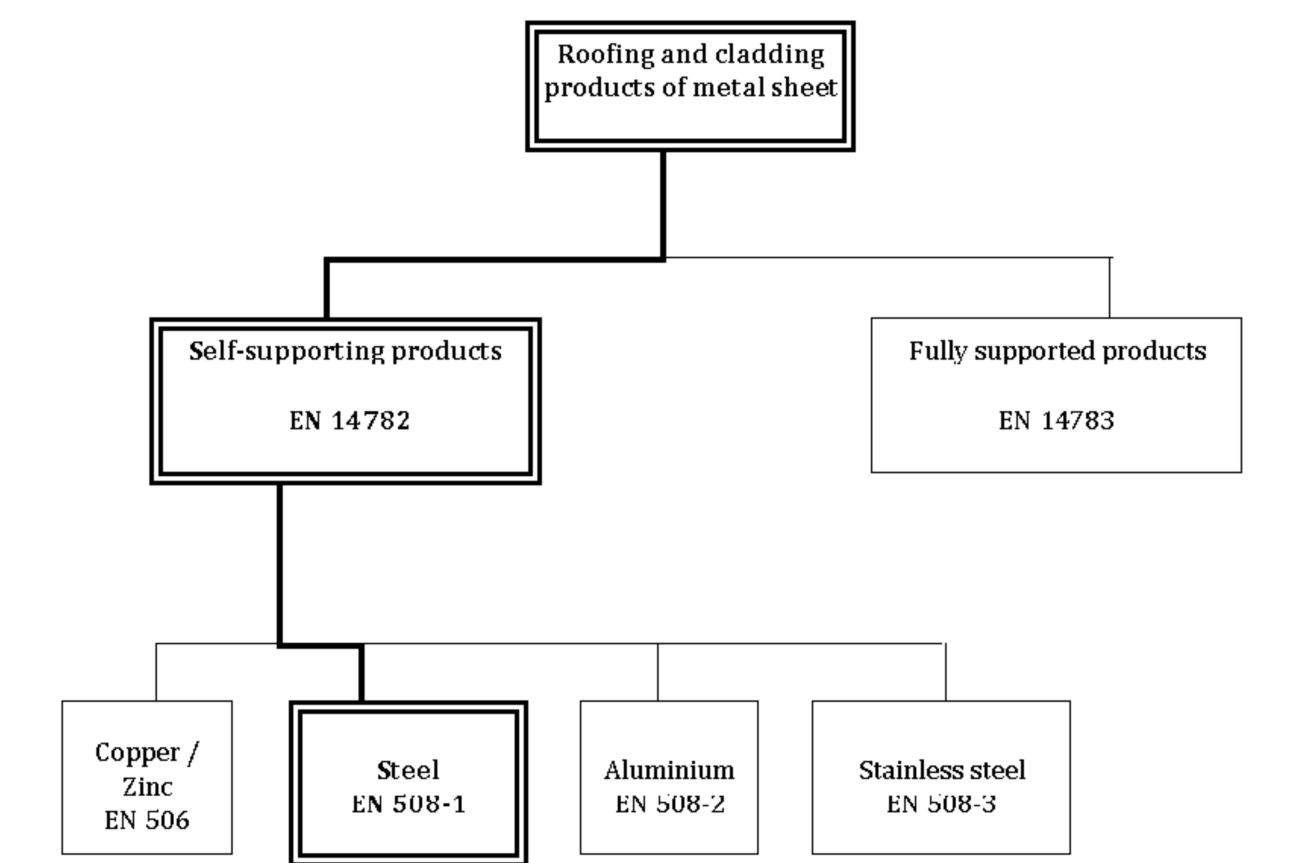 Roofing and cladding
products of metal sheet
Self-supporting products
EN 14782
Fully supported products
EN 14783
Copper /
Zinc
EN 506
Steel
EN 508-1
Aluminium
EN 508-2
Stainless steel
EN 508-3